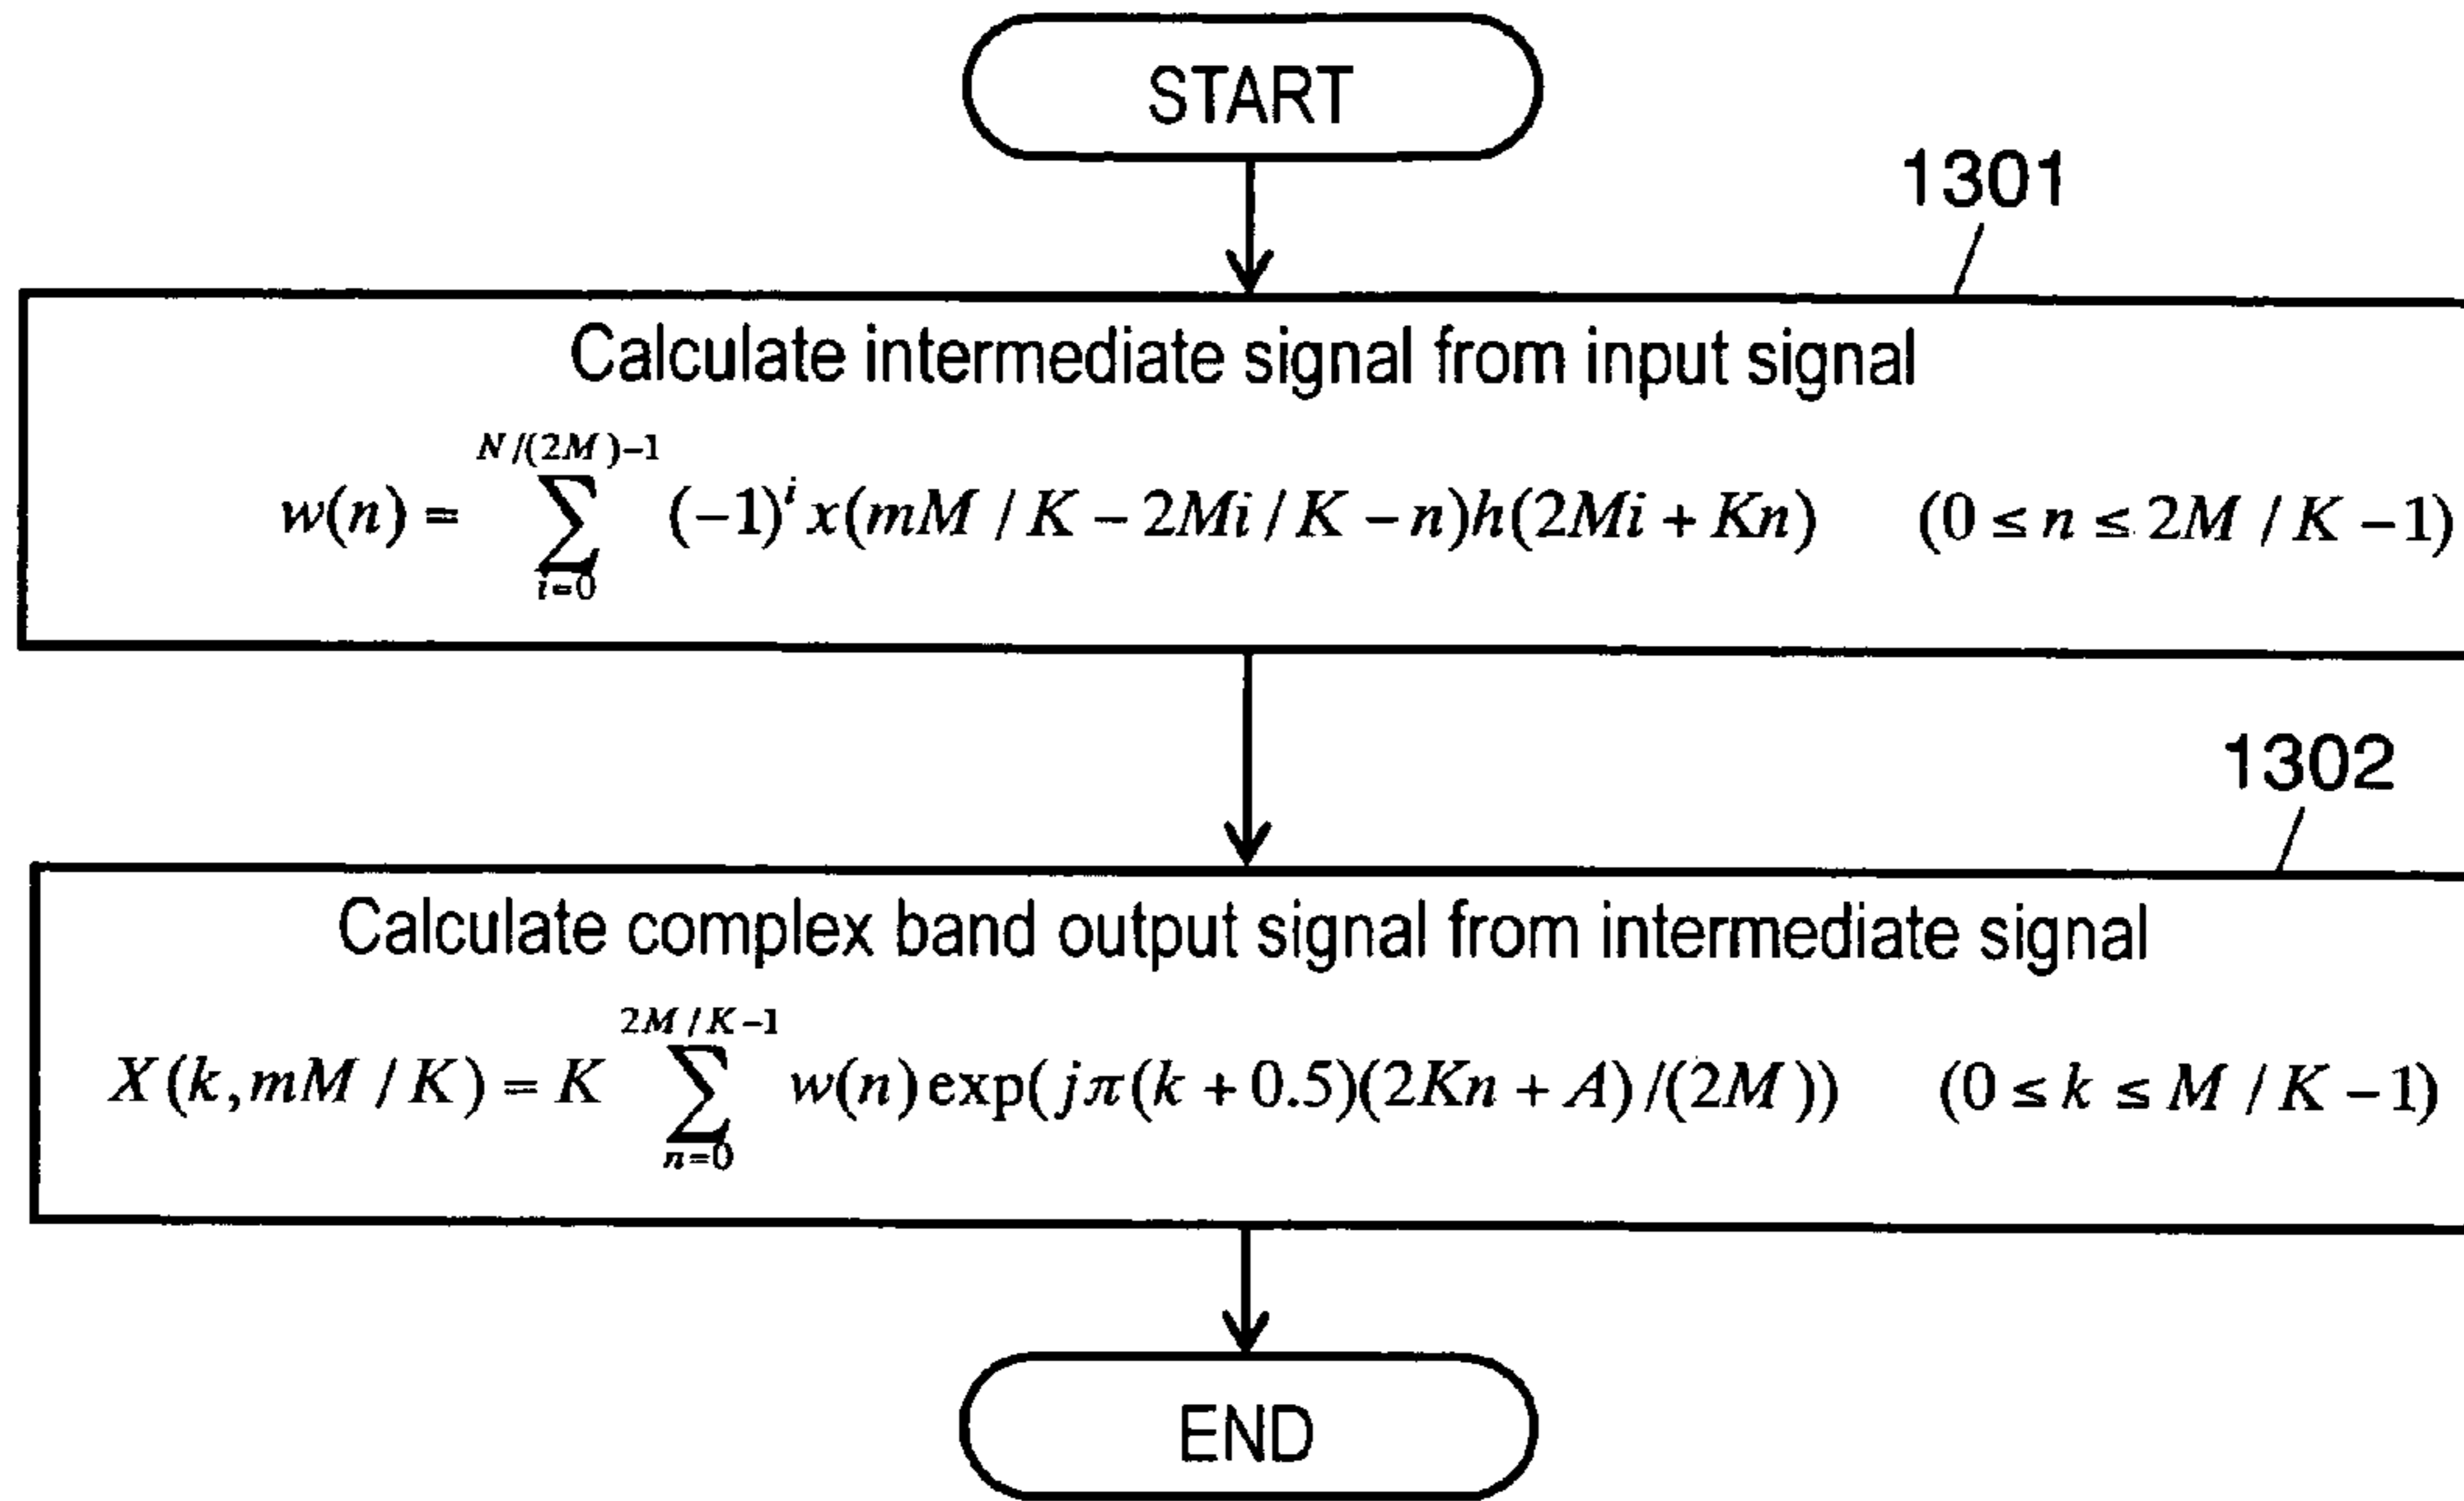 START
1301
Calculate intermediate signal from input signal
w(n) = \sum_{i=0}^{N/(2M)-1} (-1)^i x(mM / K - 2Mi / K - n)h(2Mi + Kn) (0 ≤ n ≤ 2M / K - 1)
1302
Calculate complex band output signal from intermediate signal
X(k, mM / K) = K \sum_{n=0}^{2M/K-1} w(n) exp(jπ(k + 0.5)(2Kn + A)/(2M)) (0 ≤ k ≤ M / K - 1)
END